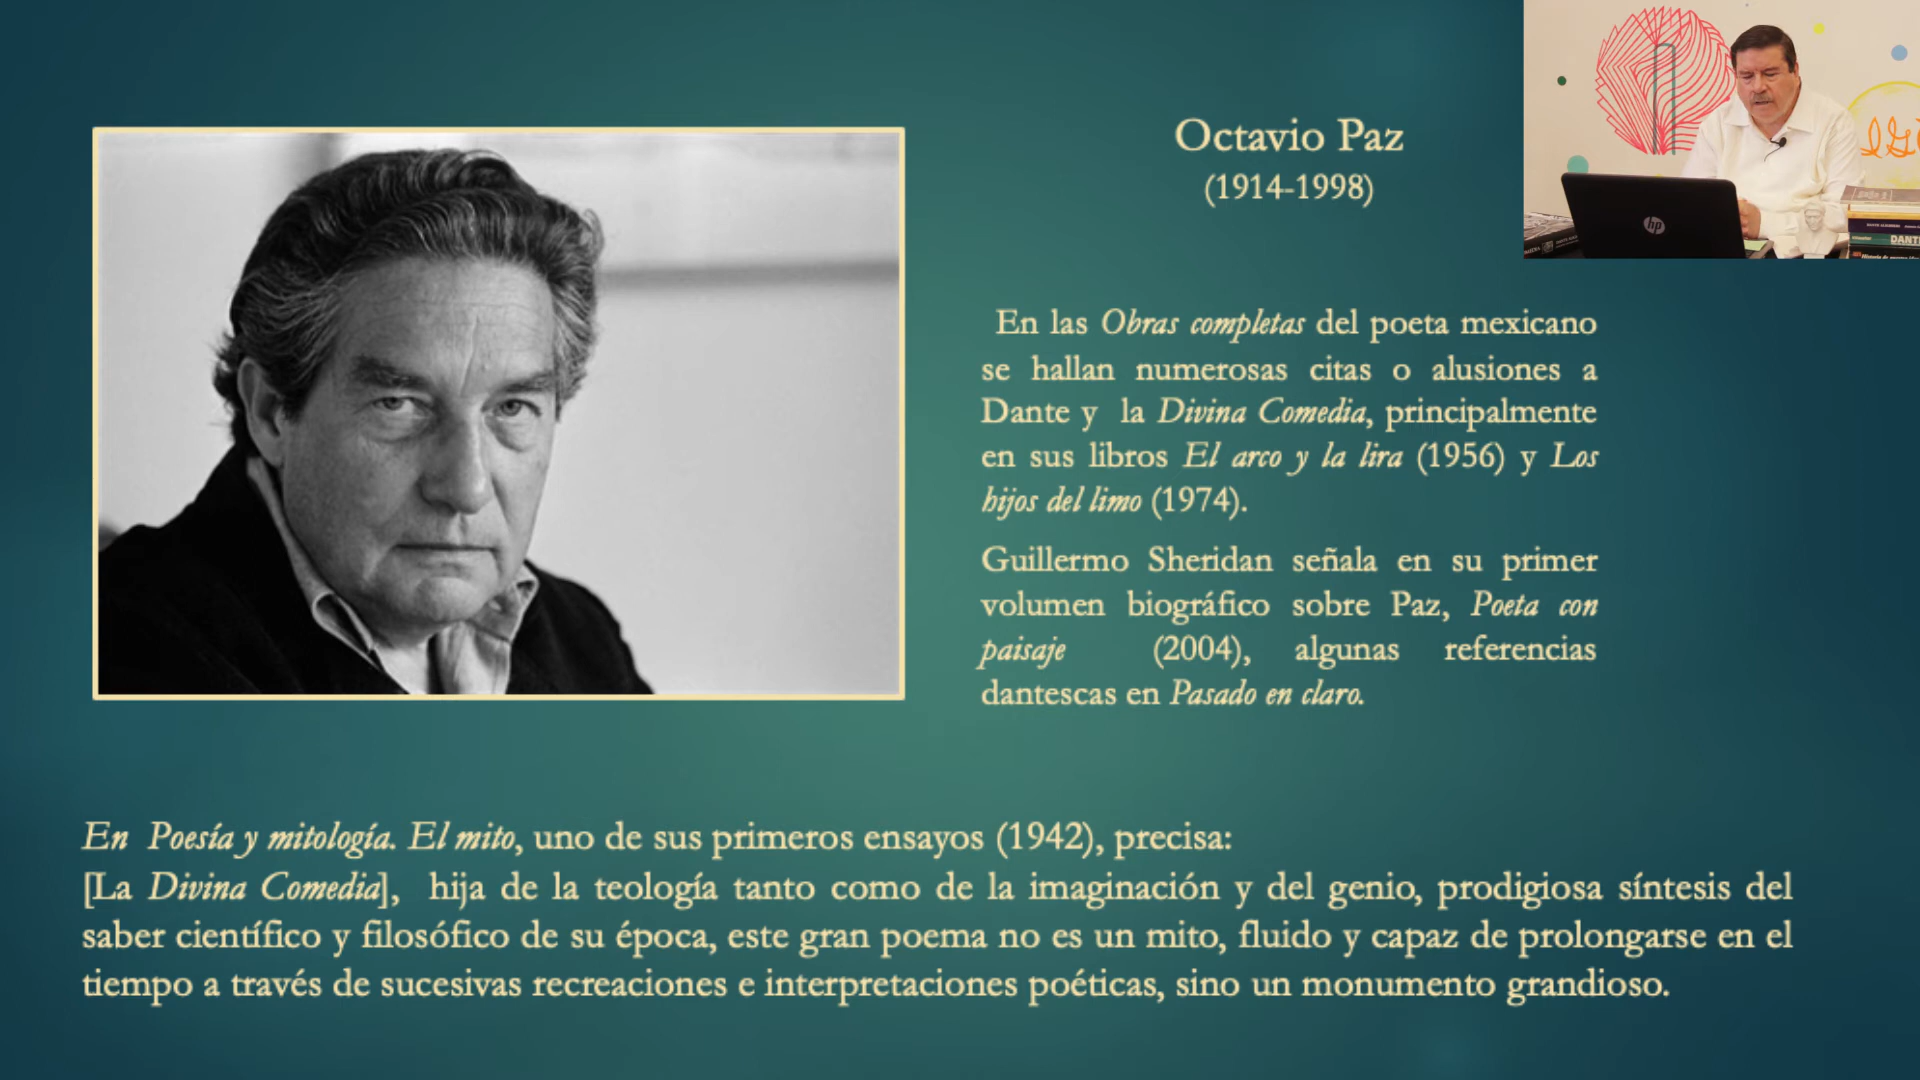 Octavio Paz
(1914-1998)
En las Obras completas del poeta mexicano
se hallan numerosas citas o alusiones a
Dante y la Divina Comedia, principalmente
en sus libros El arco y la lira (1956) y Los
hijos del limo (1974).
Guillermo Sheridan señala en su primer
volumen biográfico sobre Paz, Poeta con
paisaje (2004), algunas referencias
dantescas en Pasado en claro.
En Poesía y mitología. El mito, uno de sus primeros ensayos (1942), precisa:
[La Divina Comedia], hija de la teología tanto como de la imaginación y del genio, prodigiosa síntesis del
saber científico y filosófico de su época, este gran poema no es un mito, fluido y capaz de prolongarse en el
tiempo a través de sucesivas recreaciones e interpretaciones poéticas, sino un monumento grandioso.
hp
DANT